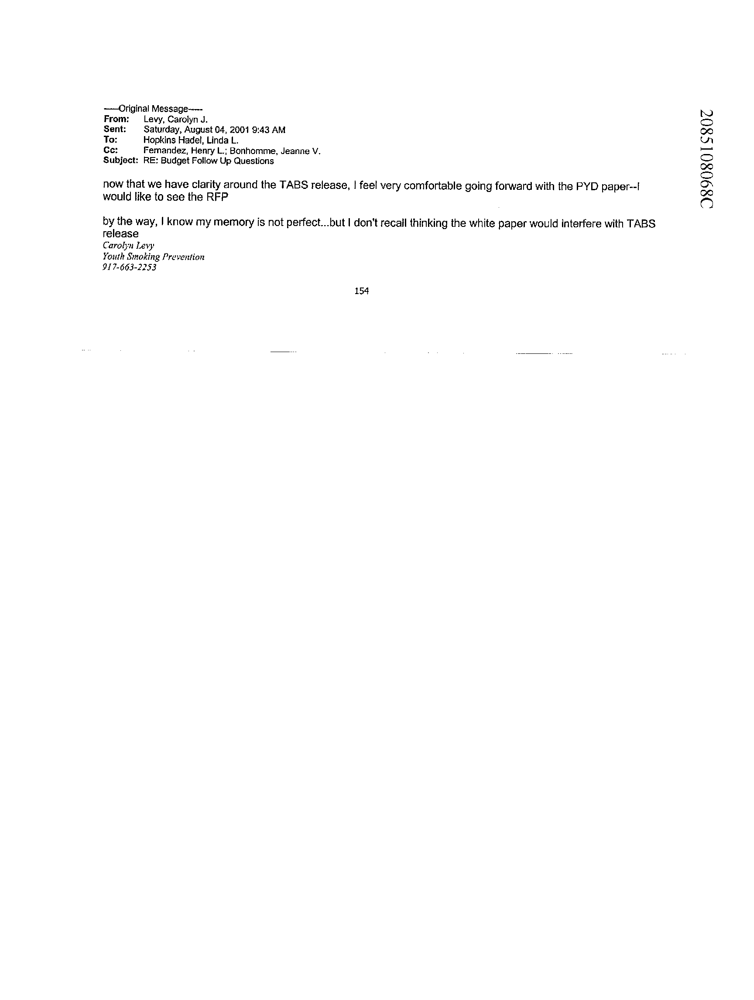 -----Original Message-----
From: Levy, Carolyn J.
Sent: Saturday, August 04, 2001 9:43 AM
To: Hopkins Hadel, Linda L.
Cc: Fernandez, Henry L.; Bonhomme, Jeanne V.
Subject: RE: Budget Follow Up Questions
now that we have clarity around the TABS release, I feel very comfortable going forward with the PYD paper--I
would like to see the RFP
by the way, I know my memory is not perfect...but I don't recall thinking the white paper would interfere with TABS
release
Carolyn Levy
Youth Smoking Prevention
917-663-2253
154
2085108068C